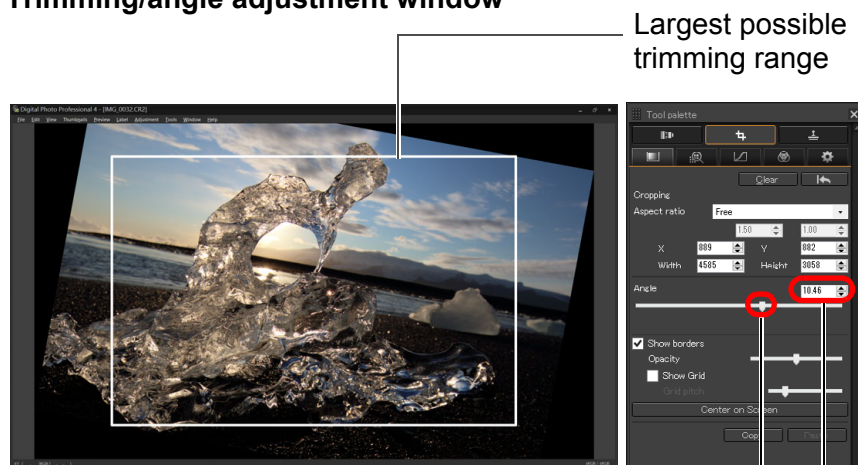 Trimming/angle adjustment window
Largest possible
trimming range
Digital Photo Professional 4 - [IMG_0032.CR2]
File Edit View Thumbnails Preview Label Adjustment Tools Window Help
Tool palette
Clear
Cropping
Aspect ratio Free
1.50 1.00
X 889 Y 882
Width 4585 Height 3058
Angle 10.46
Show borders
Opacity
Show Grid
Grid pitch
Center on Screen
Copy Paste